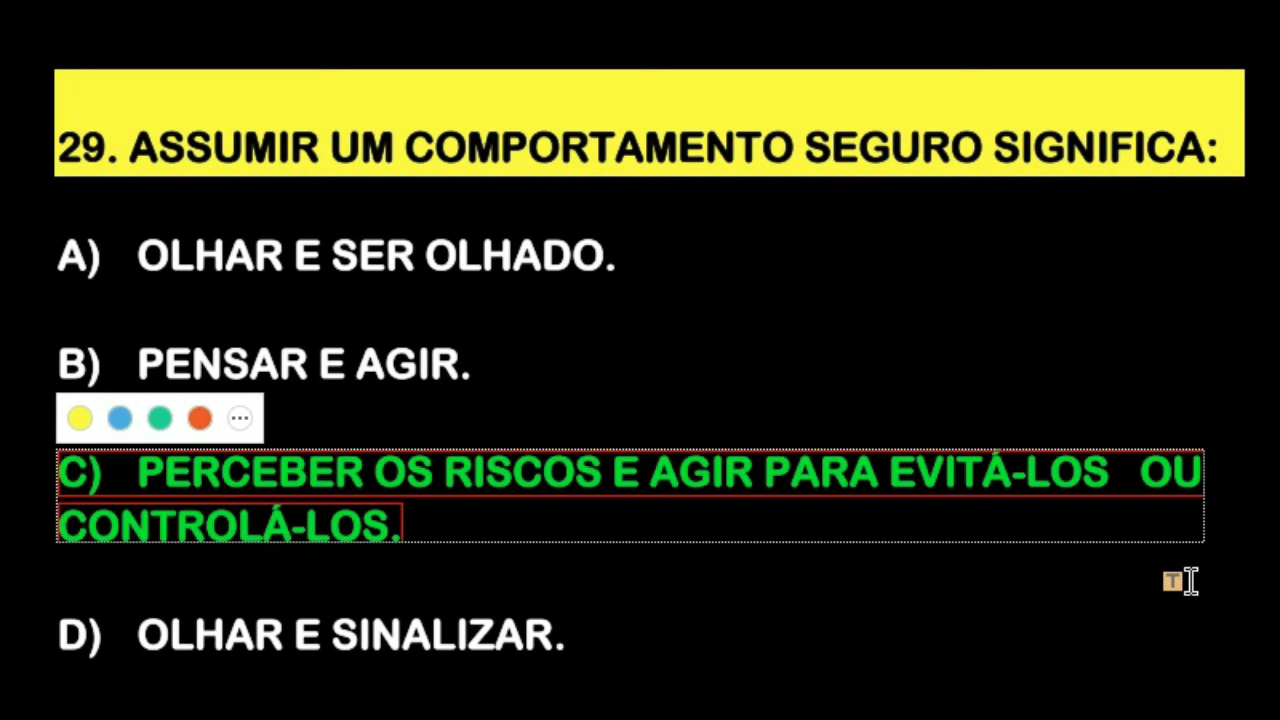 29. ASSUMIR UM COMPORTAMENTO SEGURO SIGNIFICA:
A) OLHAR E SER OLHADO.
B) PENSAR E AGIR.
C) PERCEBER OS RISCOS E AGIR PARA EVITÁ-LOS OU
CONTROLÁ-LOS.
T
D) OLHAR E SINALIZAR.